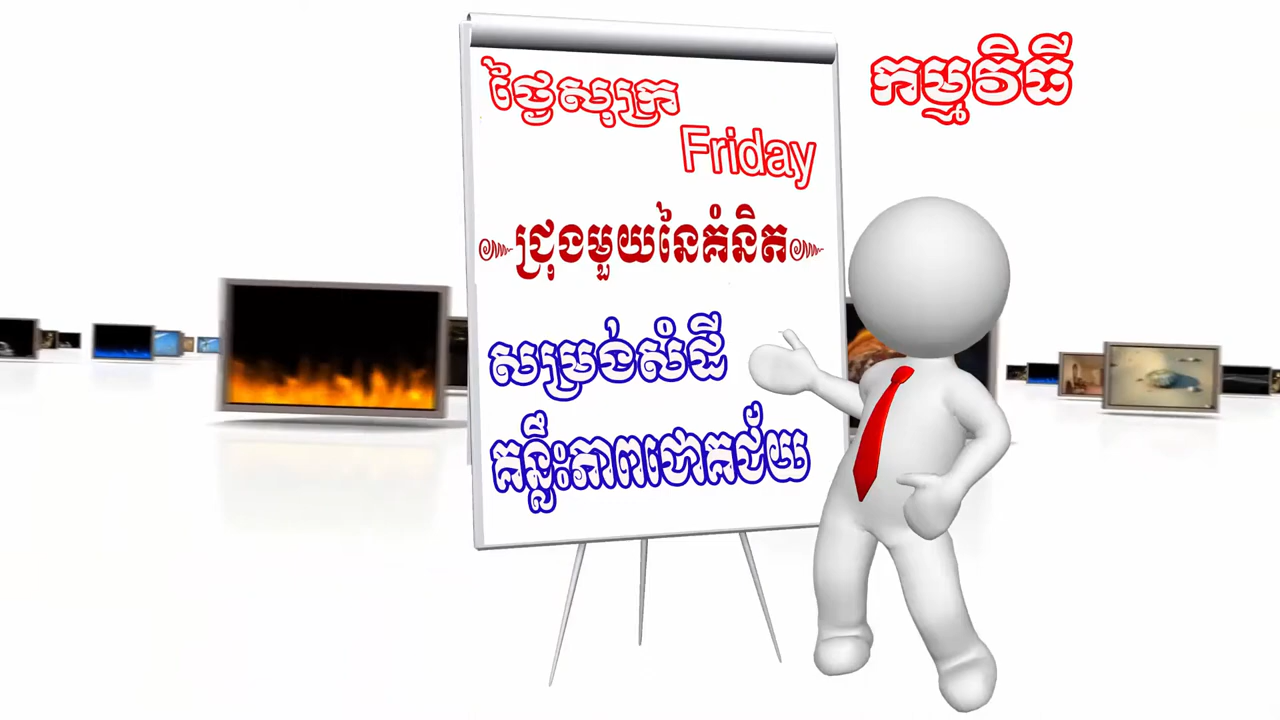 កម្មវិធី
ថ្ងៃសុក្រ
Friday
ជ្រុងមួយនៃគំនិត
សម្រង់សំដី
គន្លឹះភាពជោគជ័យ